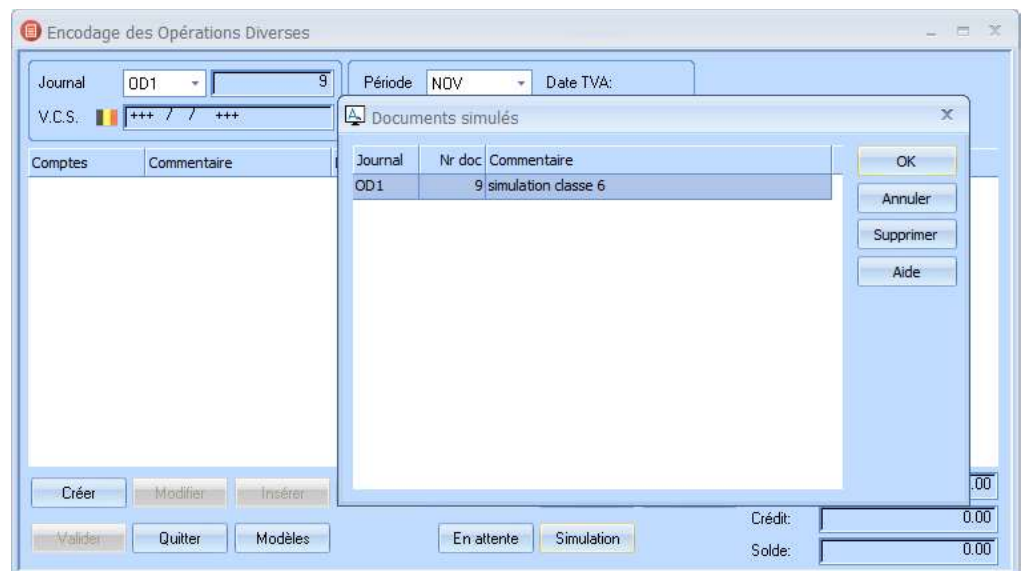 Encodage des Opérations Diverses
Journal OD1 9 Période NOV Date TVA:
V.C.S. +++ / / +++
Comptes Commentaire
Documents simulés
Journal Nr doc Commentaire
OD1 9 simulation classe 6
OK
Annuler
Supprimer
Aide
Créer Modifier Insérer .00
Crédit: 0.00
Valider Quitter Modèles En attente Simulation
Solde: 0.00